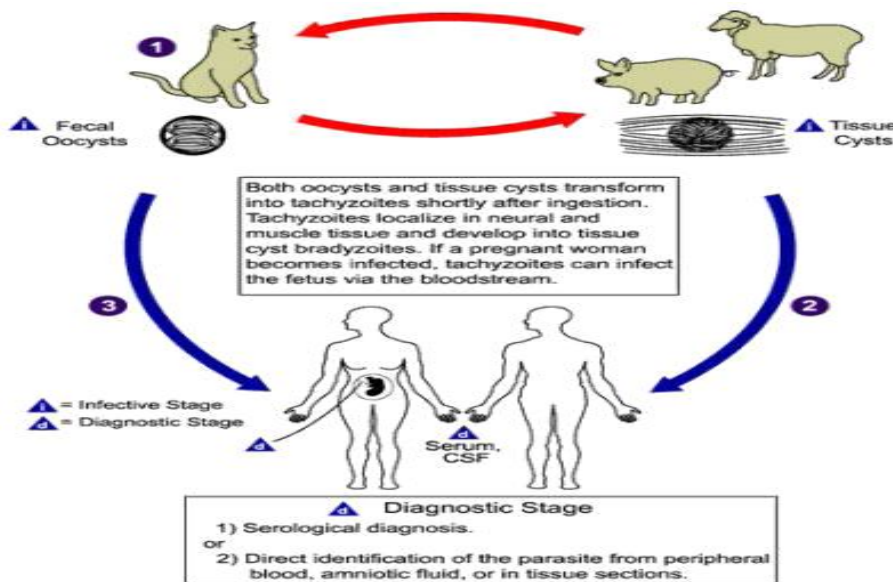 1
i Fecal
Oocysts
i Tissue
Cysts
Both oocysts and tissue cysts transform
into tachyzoites shortly after ingestion.
Tachyzoites localize in neural and
muscle tissue and develop into tissue
cyst bradyzoites. If a pregnant woman
becomes infected, tachyzoites can infect
the fetus via the bloodstream.
3
2
i = Infective Stage
d = Diagnostic Stage
d
d
Serum,
CSF
d Diagnostic Stage
1) Serological diagnosis.
or
2) Direct identification of the parasite from peripheral
blood, amniotic fluid, or in tissue sections.